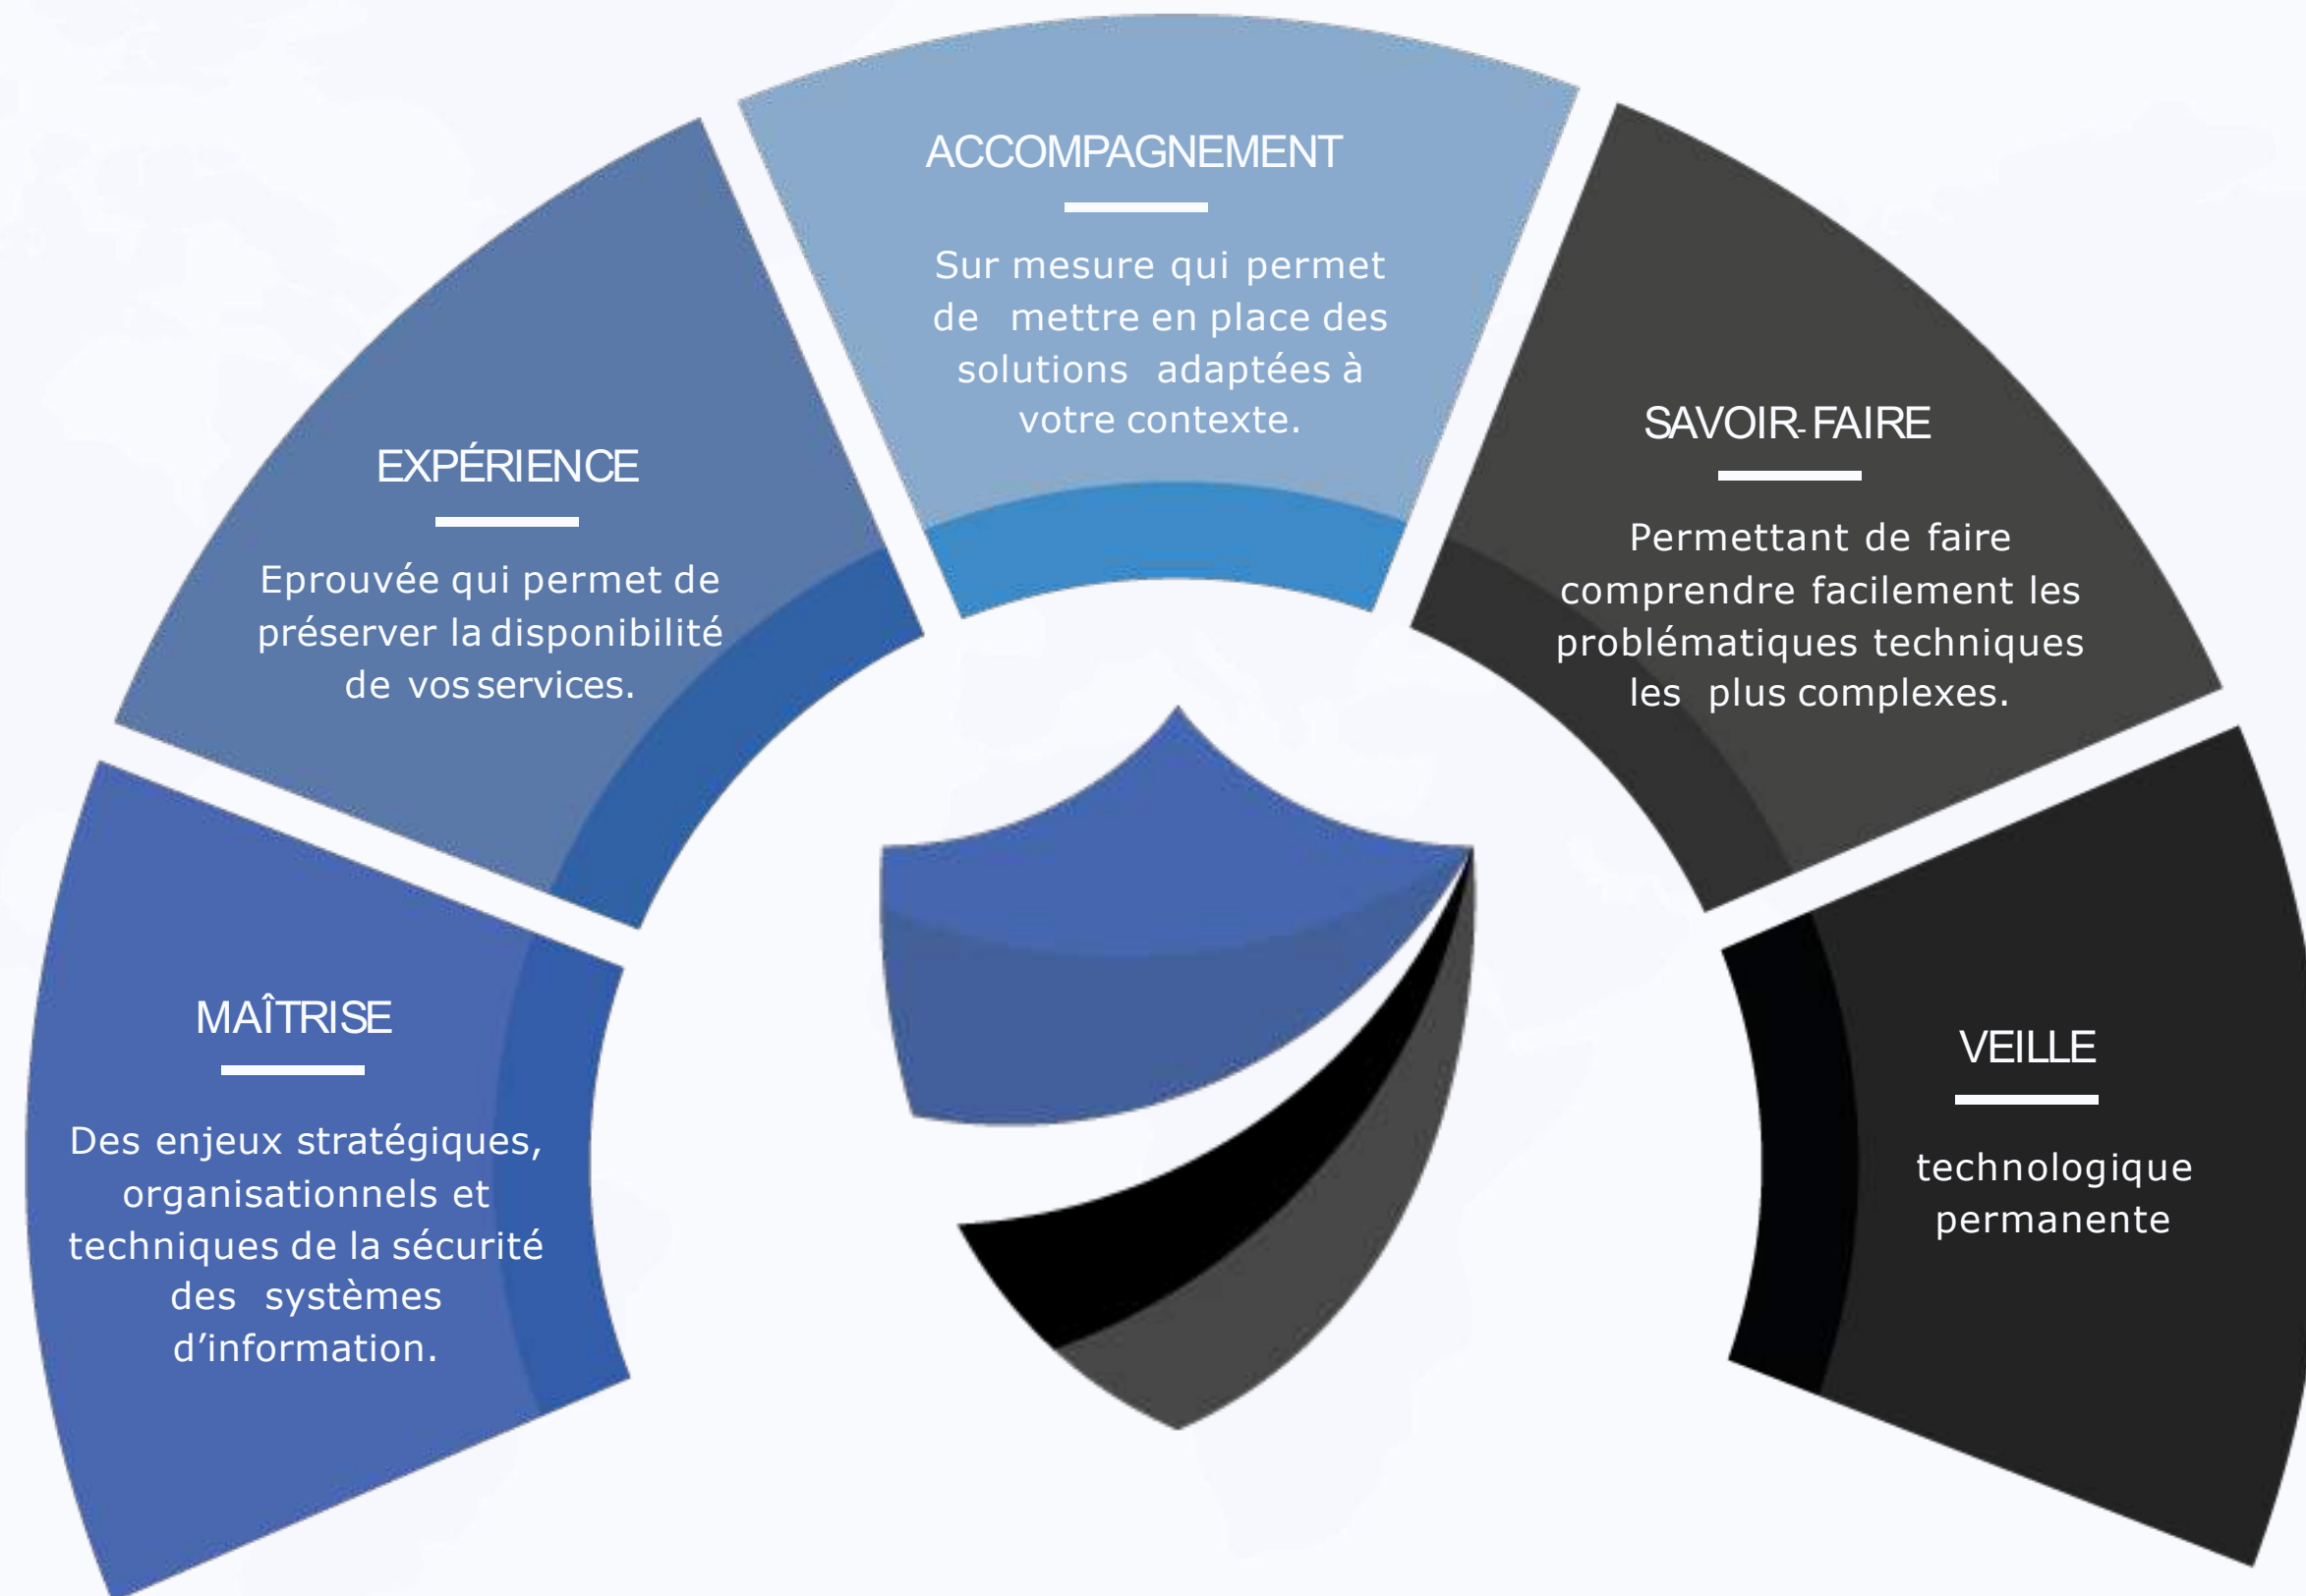 MAÎTRISE
Des enjeux stratégiques,
organisationnels et
techniques de la sécurité
des systèmes
d’information.
EXPÉRIENCE
Eprouvée qui permet de
préserver la disponibilité
de vos services.
ACCOMPAGNEMENT
Sur mesure qui permet
de mettre en place des
solutions adaptées à
votre contexte.
SAVOIR-FAIRE
Permettant de faire
comprendre facilement les
problématiques techniques
les plus complexes.
VEILLE
technologique
permanente